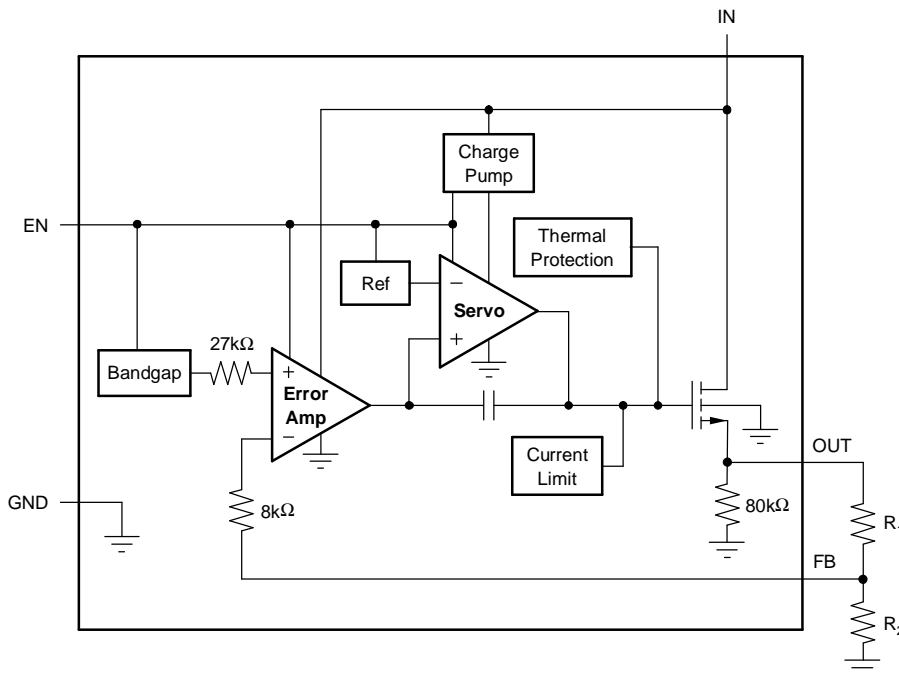 IN
Charge
Pump
EN
Thermal
Protection
Ref
−
Servo
+
27kΩ
Bandgap
+
Error
Amp
−
Current
Limit
OUT
GND
8kΩ
80kΩ
FB
R
R2